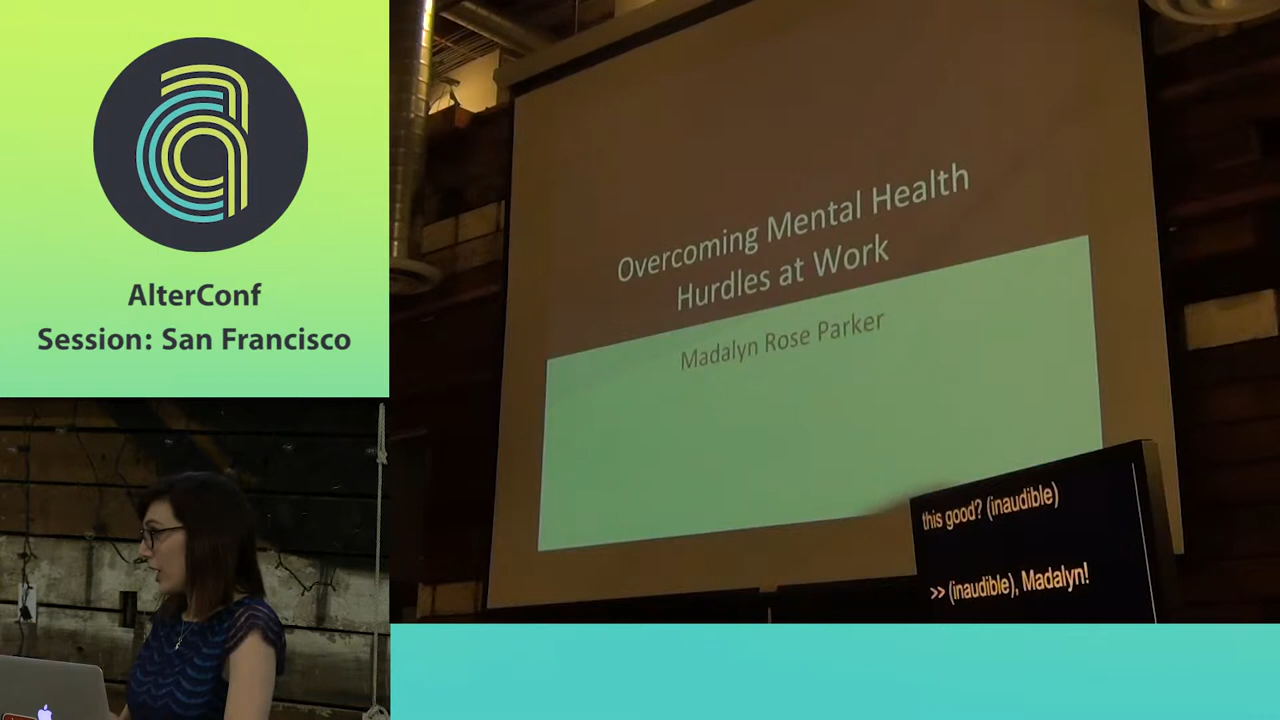 AlterConf
Session: San Francisco
Overcoming Mental Health
Hurdles at Work
Madalyn Rose Parker
this good? (inaudible)
>> (inaudible), Madalyn!